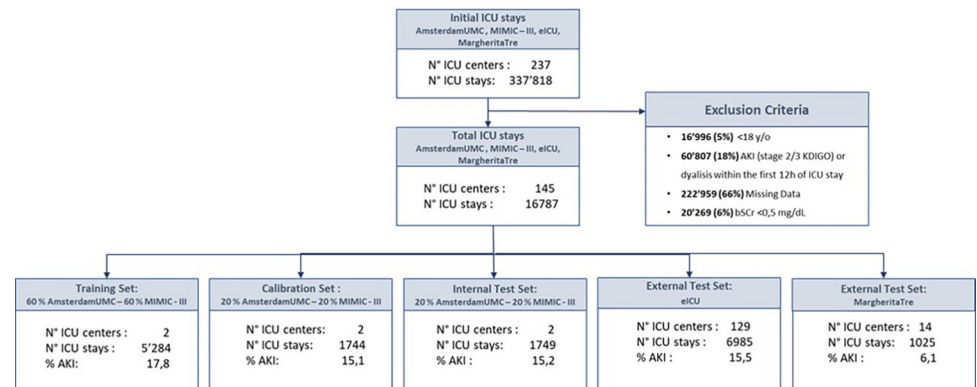 Initial ICU stays
AmsterdamUMC , MIMIC – III, eICU,
MargheritaTre
N° ICU centers : 237
N° ICU stays: 337’818
Exclusion Criteria
• 16’996 (5%) <18 y/o
• 60’807 (18%) AKI (stage 2/3 KDIGO) or
dyalisis within the first 12h of ICU stay
• 222’959 (66%) Missing Data
• 20’269 (6%) bSCr <0,5 mg/dL
Total ICU stays
AmsterdamUMC, MIMIC – III, eICU,
MargheritaTre
N° ICU centers : 145
N° ICU stays : 16787
Training Set:
60 % AmsterdamUMC – 60 % MIMIC - III
N° ICU centers : 2
N° ICU stays : 5’284
% AKI: 17,8
Calibration Set :
20 % AmsterdamUMC – 20 % MIMIC - III
N° ICU centers: 2
N° ICU stays: 1744
% AKI : 15,1
Internal Test Set:
20 % AmsterdamUMC – 20 % MIMIC - III
N° ICU centers : 2
N° ICU stays : 1749
% AKI : 15,2
External Test Set:
eICU
N° ICU centers : 129
N° ICU stays : 6985
% AKI : 15,5
External Test Set:
MargheritaTre
N° ICU centers : 14
N° ICU stays : 1025
% AKI : 6,1